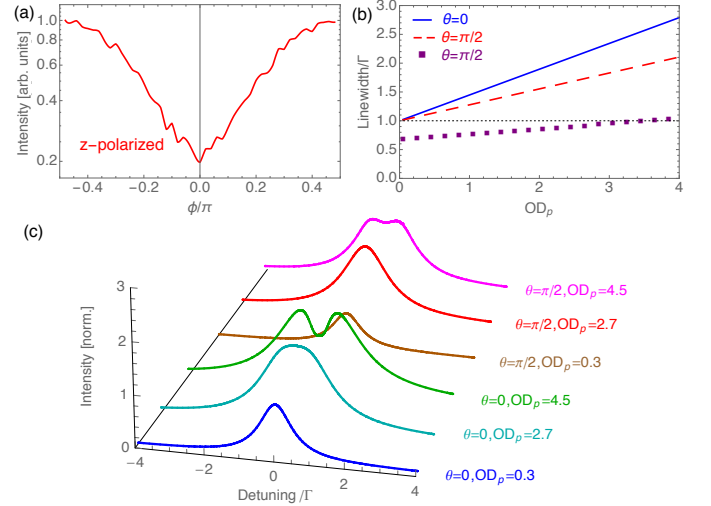 (a)
Intensity [arb. units]
1.0
0.8
0.6
0.4
0.2
z-polarized
-0.4
-0.2
0.0
0.2
0.4
ϕ/π
(b)
Linewidth/Γ
3.0
2.5
2.0
1.5
1.0
0.5
0.0
θ=0
θ=π/2
θ=π/2
0
1
2
3
4
OD_p
(c)
Intensity [norm.]
3
2
1
0
-4
-2
0
2
4
Detuning /Γ
θ=π/2,OD_p=4.5
θ=π/2,OD_p=2.7
θ=π/2,OD_p=0.3
θ=0,OD_p=4.5
θ=0,OD_p=2.7
θ=0,OD_p=0.3